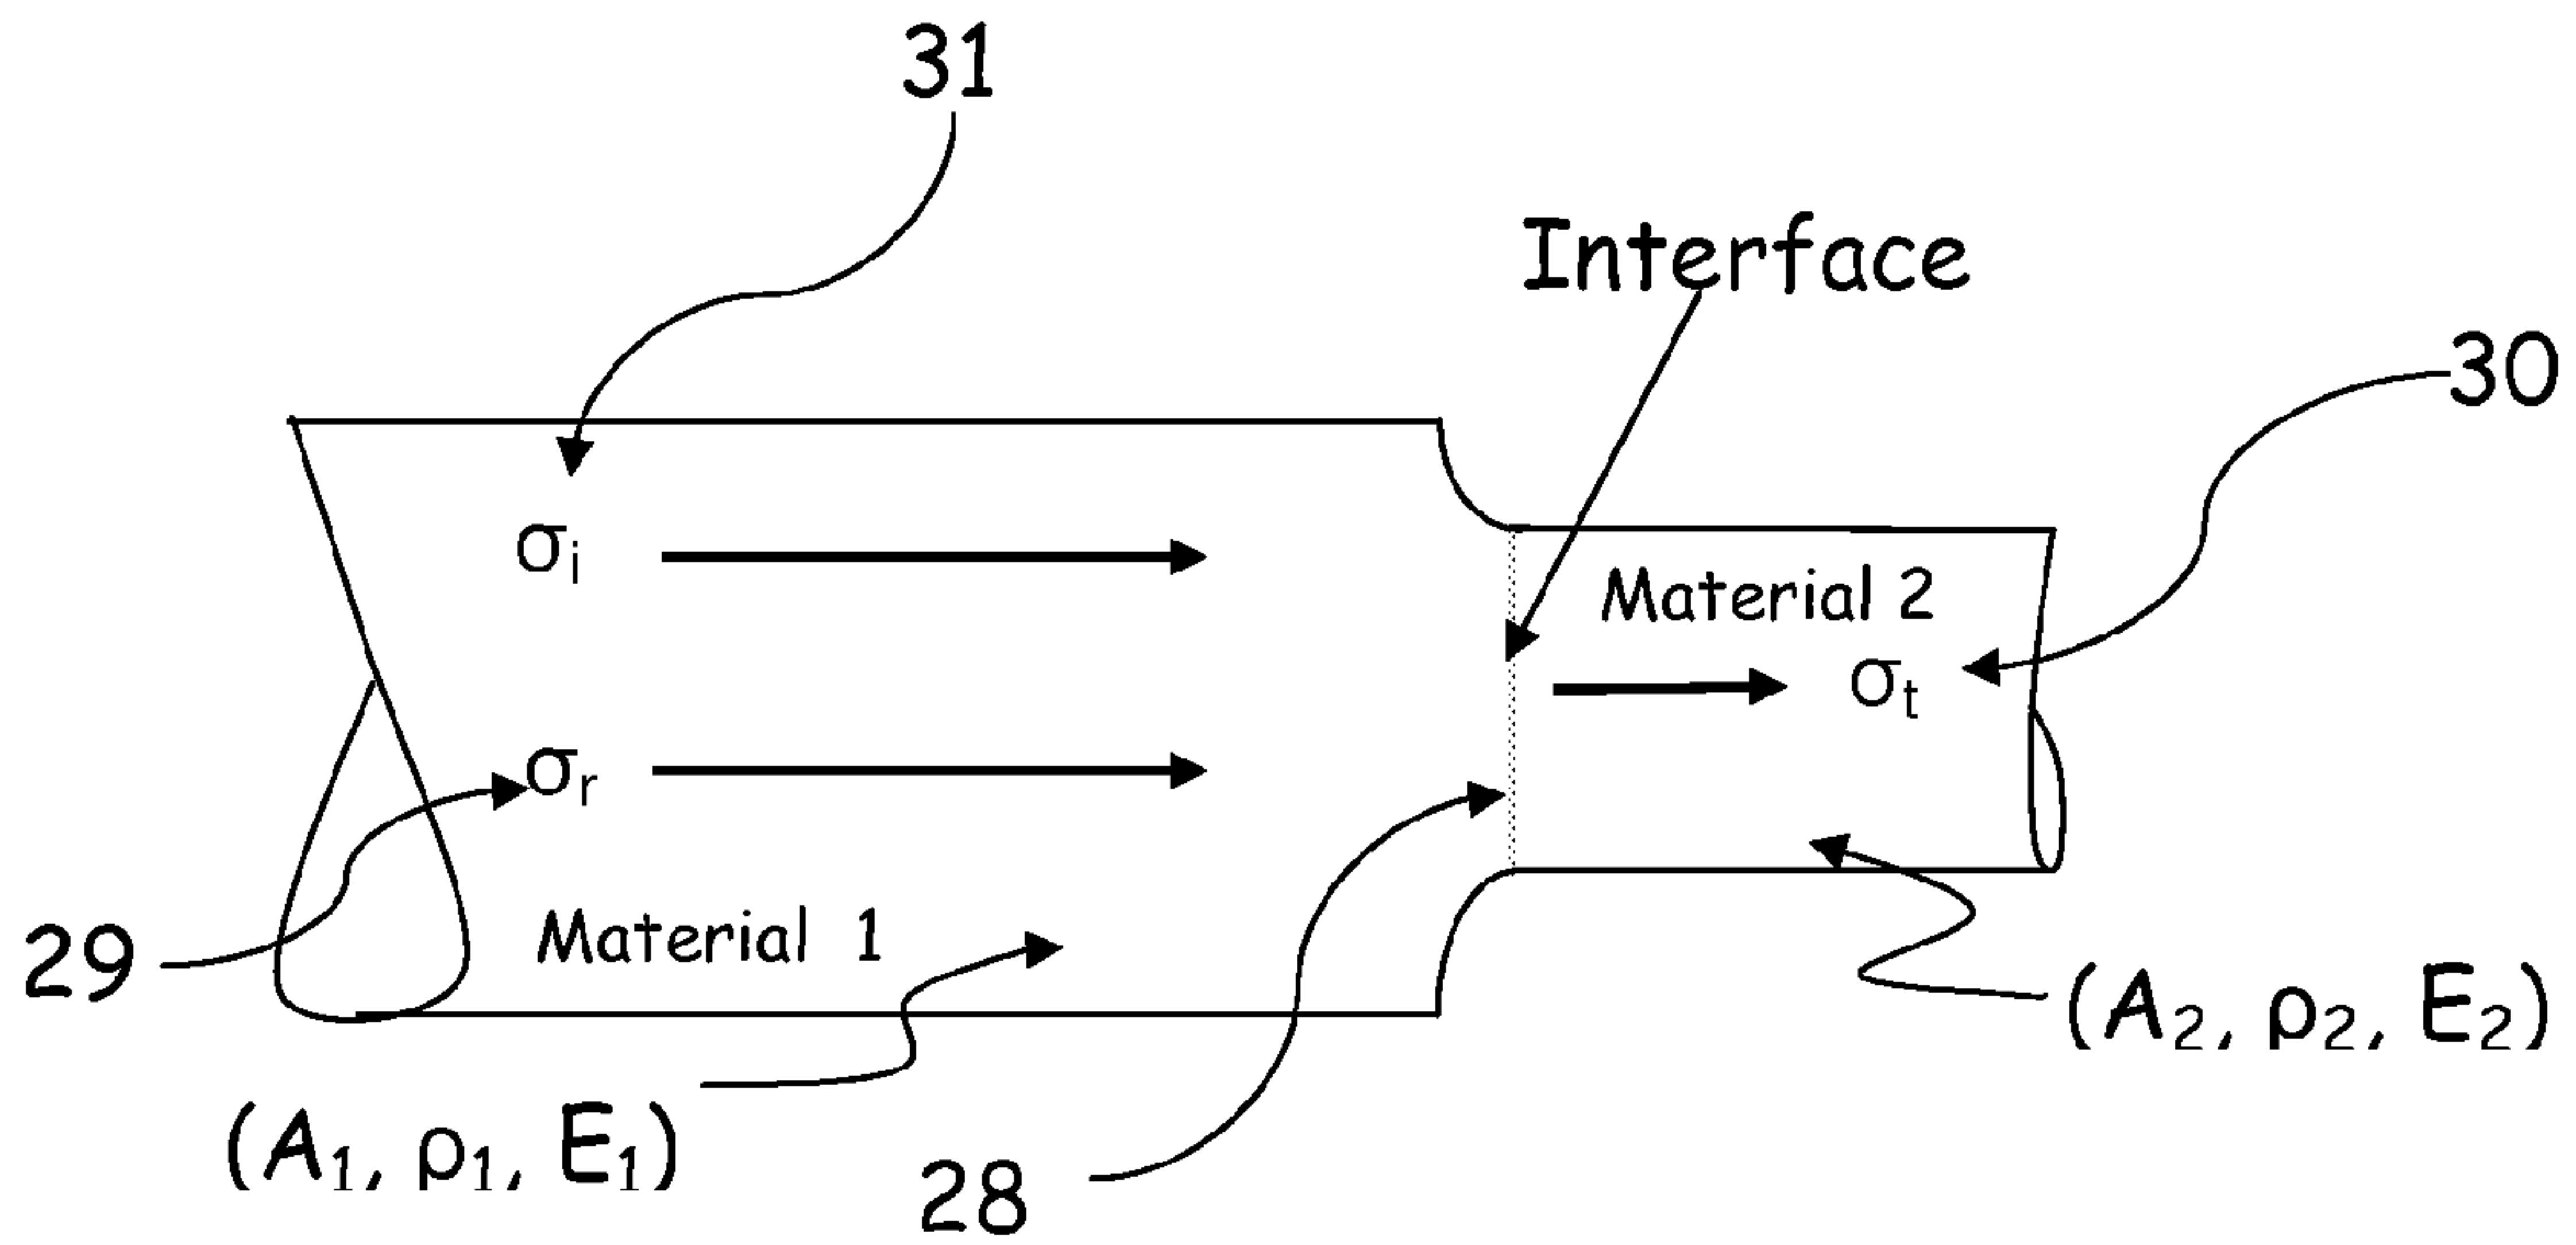 31
Interface
30
σi
Material 2
σt
σr
29
Material 1
(A1, ρ1, E1)
28
(A2, ρ2, E2)